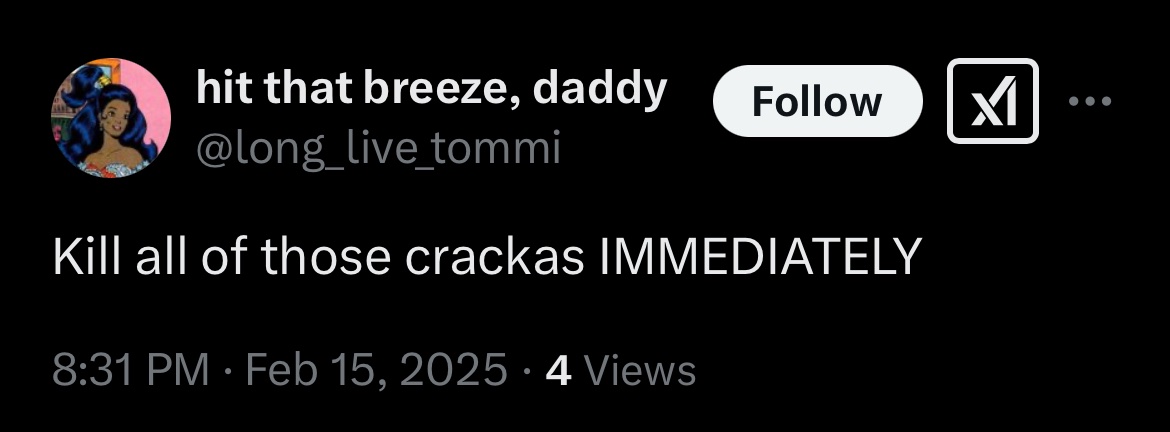 hit that breeze, daddy
Follow
@long_live_tommi
Kill all of those crackas IMMEDIATELY
8:31 PM · Feb 15, 2025 · 4 Views